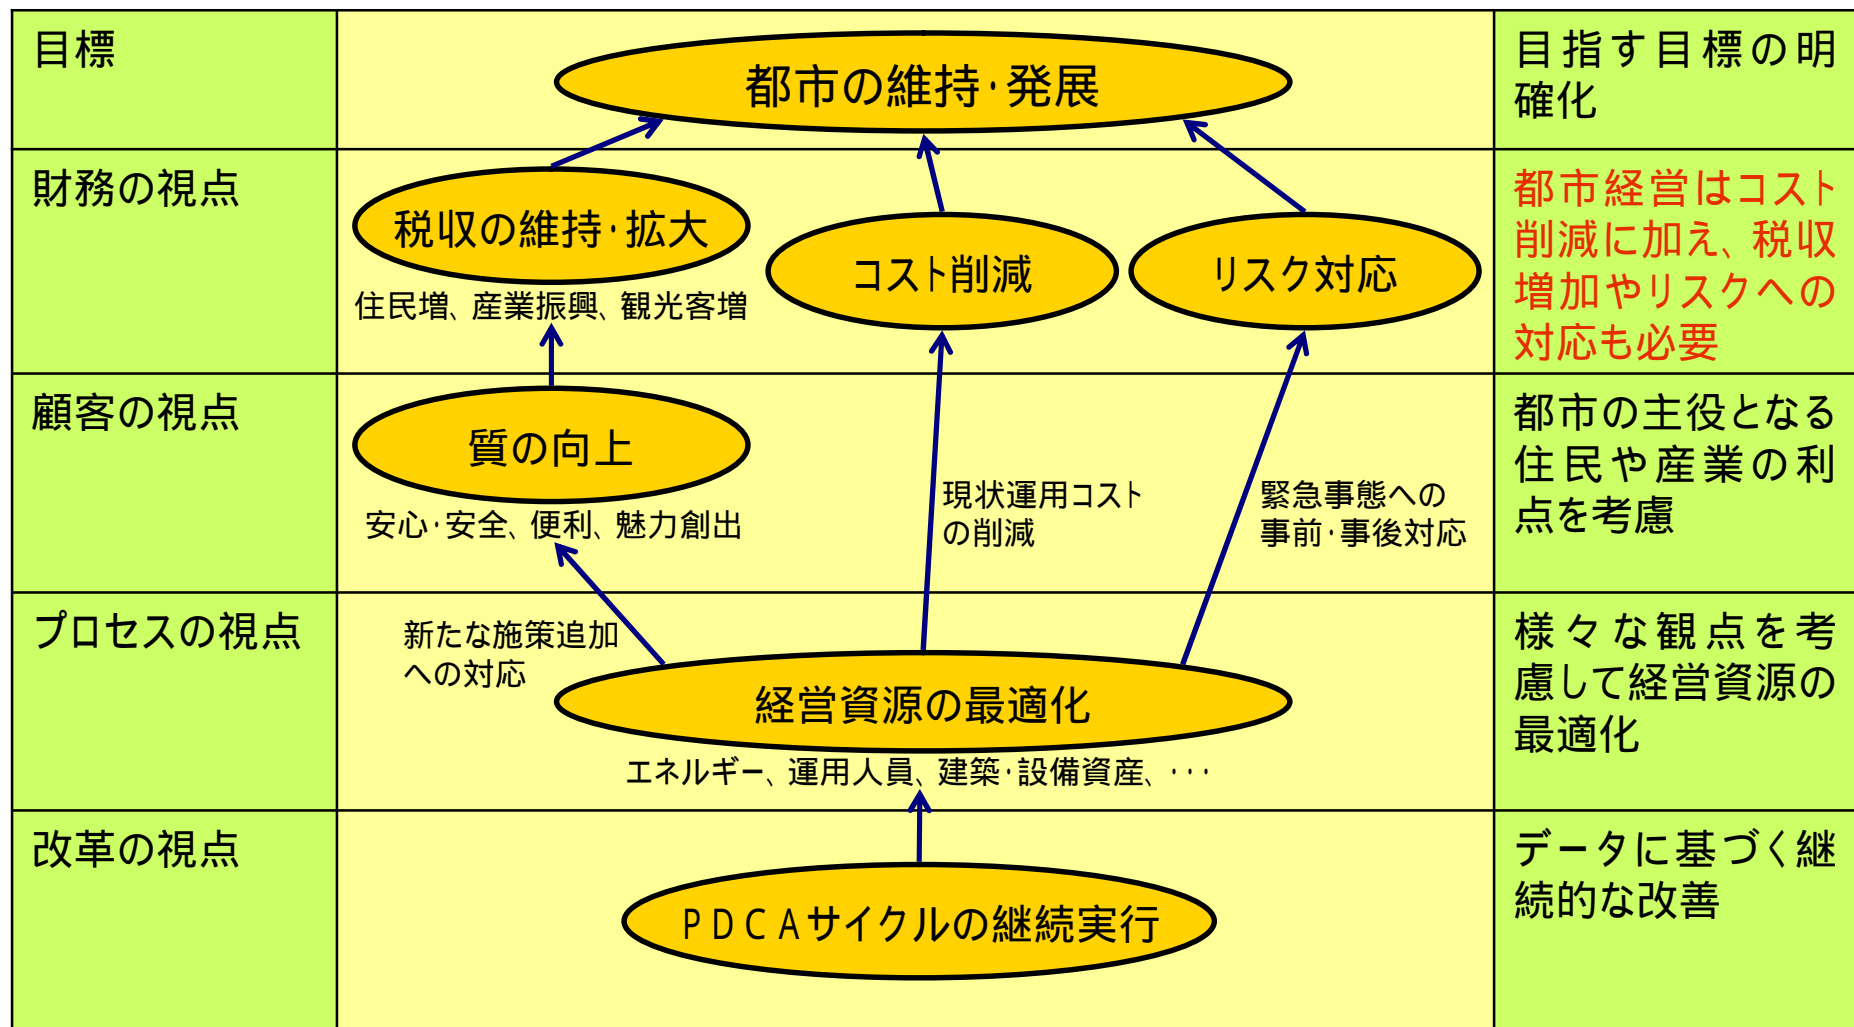 目標
都市の維持・発展
目指す目標の明
確化
財務の視点
税収の維持・拡大
住民増、産業振興、観光客増
コスト削減
リスク対応
都市経営はコスト
削減に加え、税収
増加やリスクへの
対応も必要
顧客の視点
質の向上
安心・安全、便利、魅力創出
現状運用コスト
の削減
緊急事態への
事前・事後対応
都市の主役となる
住民や産業の利
点を考慮
プロセスの視点
新たな施策追加
への対応
経営資源の最適化
エネルギー、運用人員、建築・設備資産、・・・
様々な観点を考
慮して経営資源の
最適化
改革の視点
PDCAサイクルの継続実行
データに基づく継
続的な改善